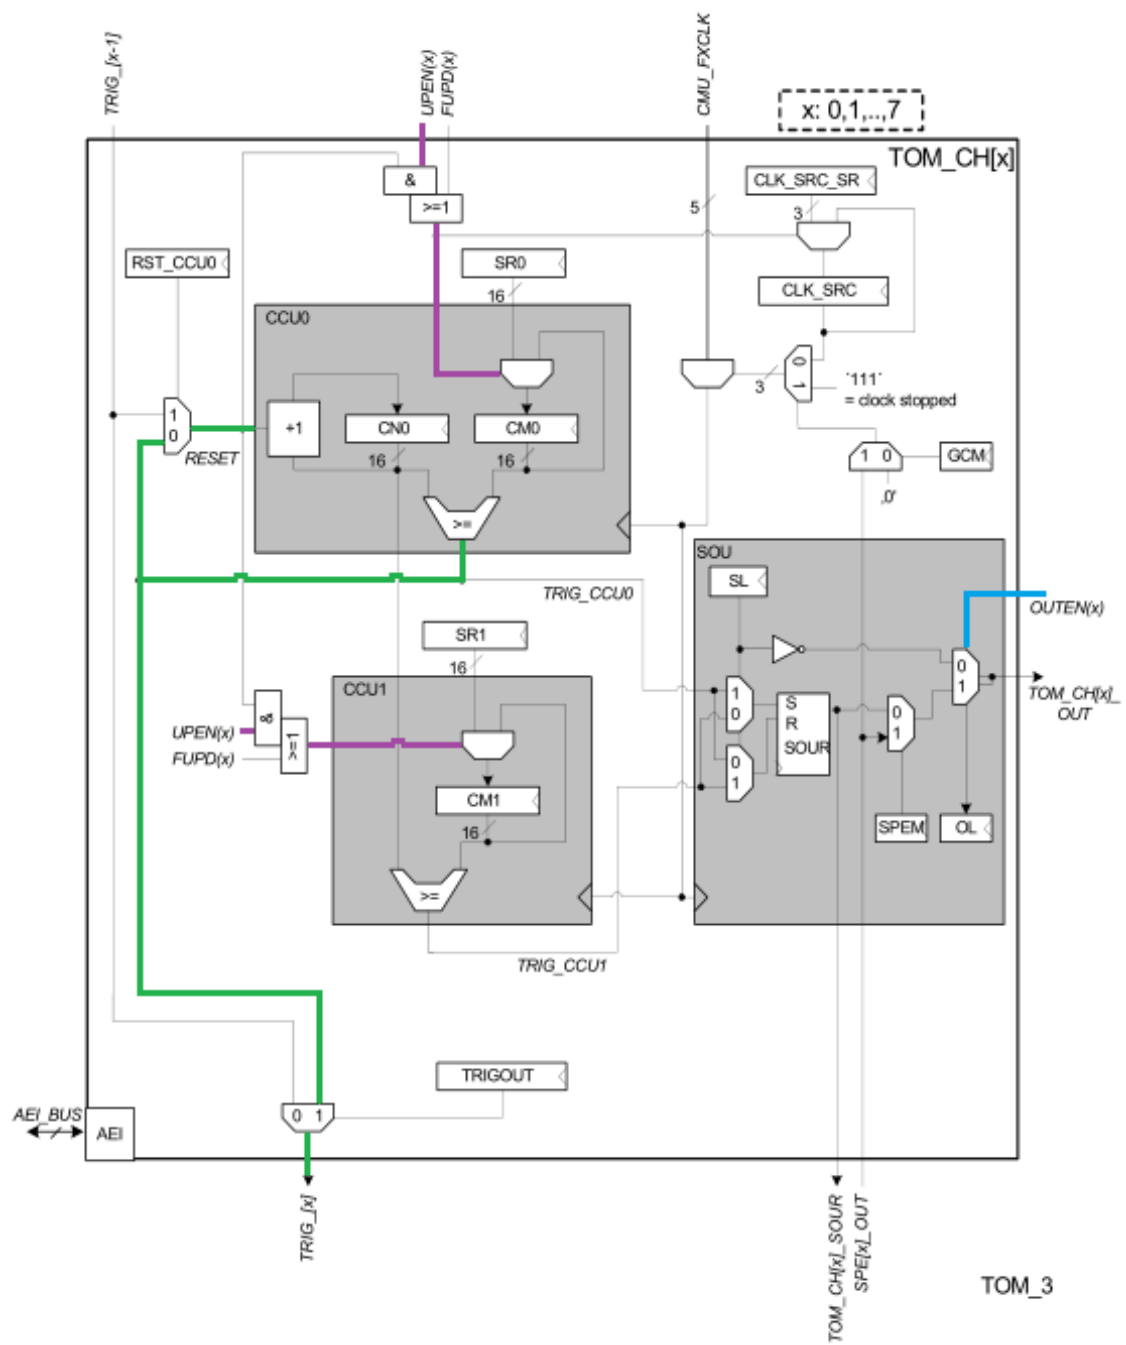 TRIG_[x-1]
UPEN(x)
FUPD(x)
CMU_FXCLK
x: 0,1,..,7
TOM_CH[x]
&
>=1
5
CLK_SRC_SR
3
RST_CCU0
SR0
16
CLK_SRC
CCU0
0
1
3
'111'
= clock stopped
1
0
RESET
+1
CN0
CM0
16
16
1 0
GCM
,0'
>=
SOU
TRIG_CCU0
SL
OUTEN(x)
SR1
16
CCU1
0
1
TOM_CH[x]_
OUT
1
0
S
R
SOUR
0
1
&
>=1
UPEN(x)
FUPD(x)
0
1
CM1
16
SPEM
OL
>=
TRIG_CCU1
TRIGOUT
0 1
AEI_BUS
AEI
TRIG_[x]
TOM_CH[x]_SOUR
SPE[x]_OUT
TOM_3